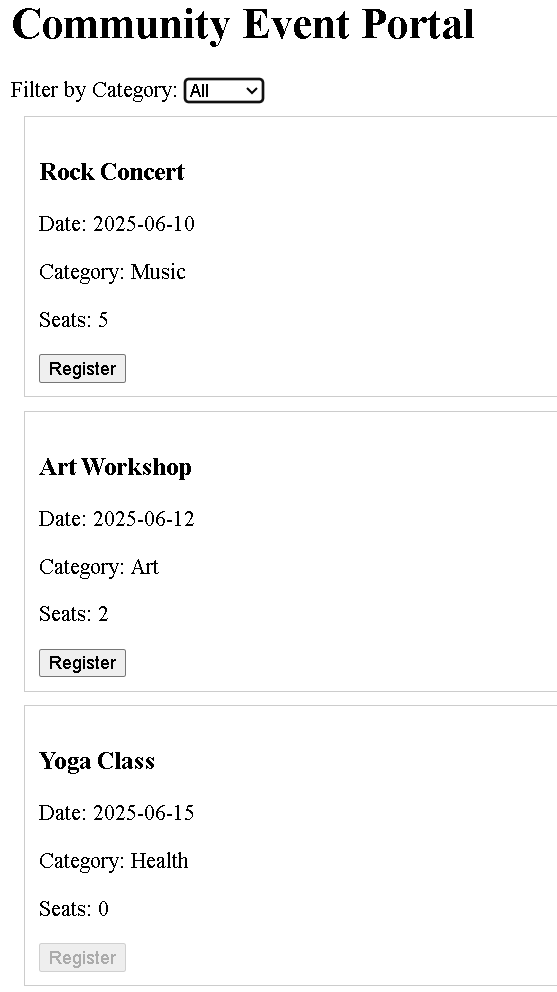 Community Event Portal
Filter by Category: All
Rock Concert
Date: 2025-06-10
Category: Music
Seats: 5
Register
Art Workshop
Date: 2025-06-12
Category: Art
Seats: 2
Register
Yoga Class
Date: 2025-06-15
Category: Health
Seats: 0
Register